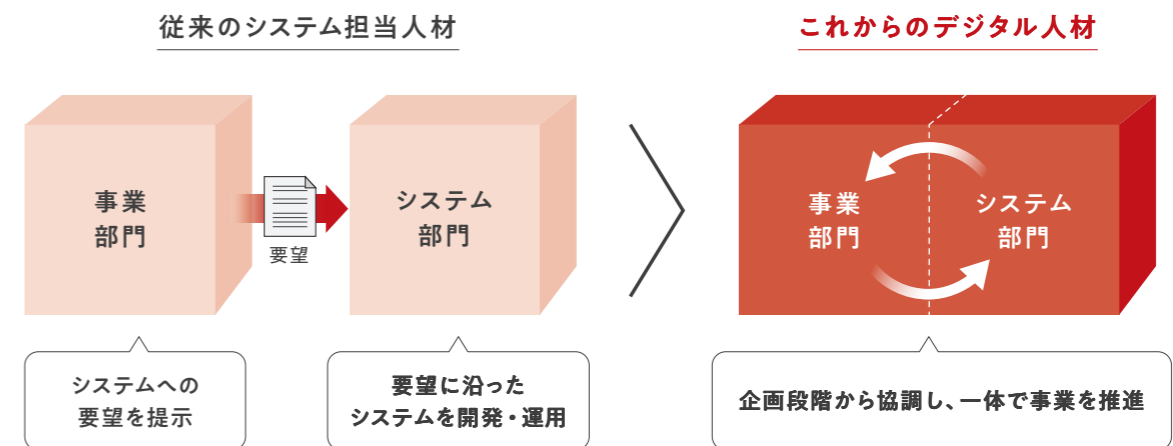 従来のシステム担当人材
これからのデジタル人材
事業
部門
要望
システム
部門
事業
部門
システム
部門
システムへの
要望を提示
要望に沿った
システムを開発・運用
企画段階から協調し、一体で事業を推進